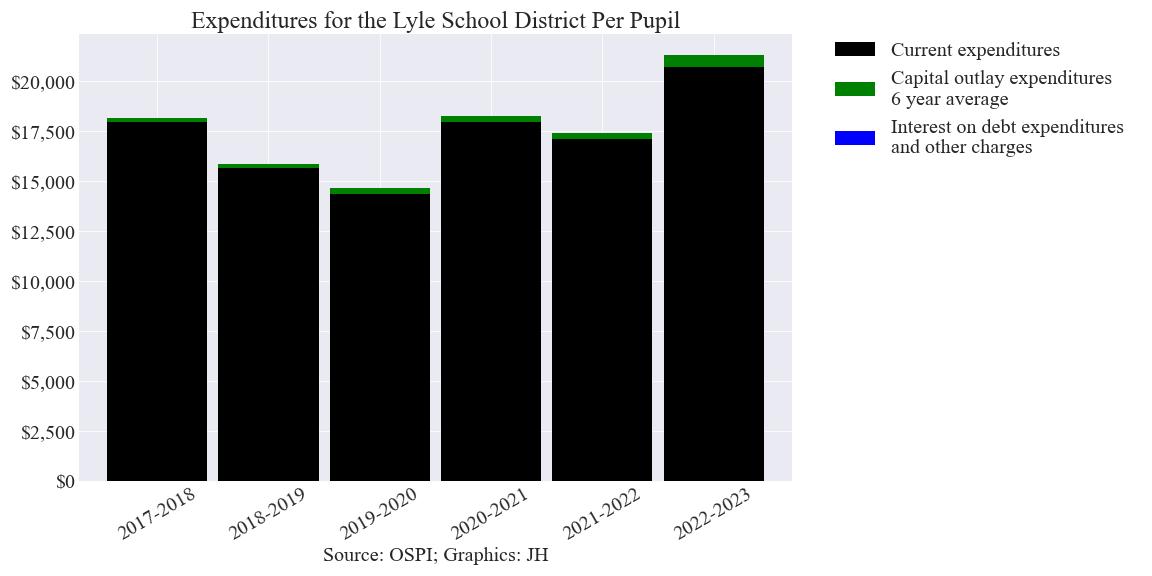 Expenditures for the Lyle School District Per Pupil
Current expenditures
Capital outlay expenditures
6 year average
Interest on debt expenditures
and other charges
$20,000
$17,500
$15,000
$12,500
$10,000
$7,500
$5,000
$2,500
$0
2017-2018
2018-2019
2019-2020
2020-2021
2021-2022
2022-2023
Source: OSPI; Graphics: JH